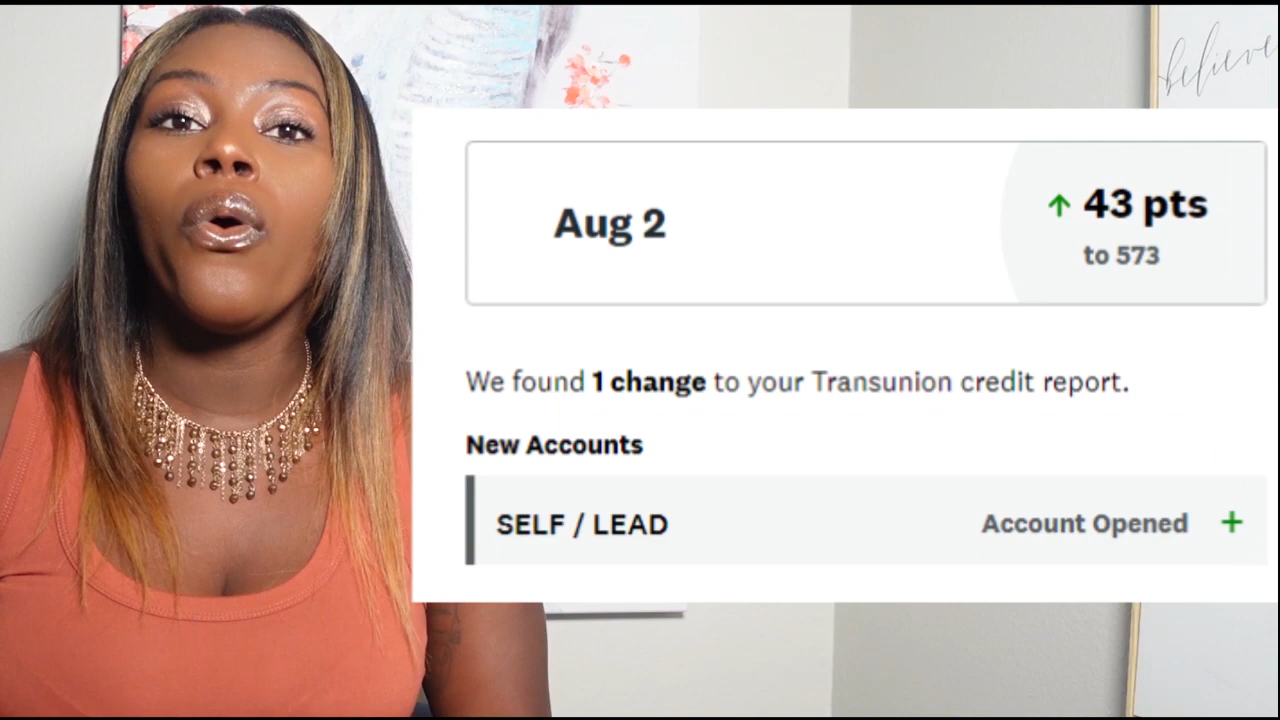 believe
Aug 2
↑ 43 pts
to 573
We found 1 change to your Transunion credit report.
New Accounts
SELF / LEAD Account Opened +